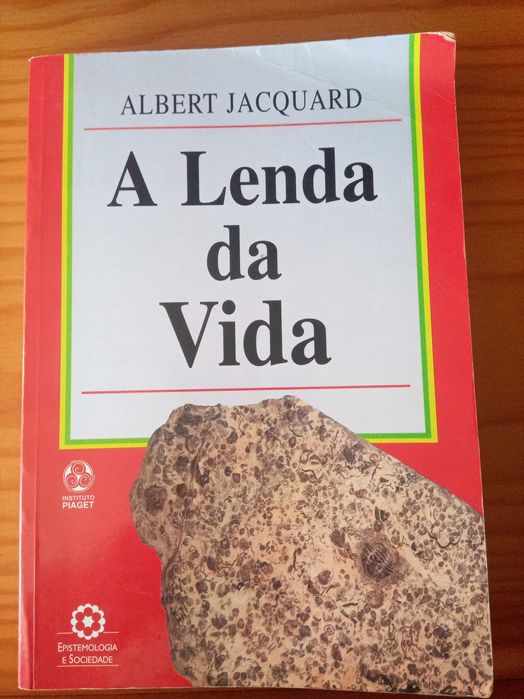 ALBERT JACQUARD
A Lenda
da
Vida
INSTITUTO
PIAGET
EPISTEMOLOGIA
E SOCIEDADE